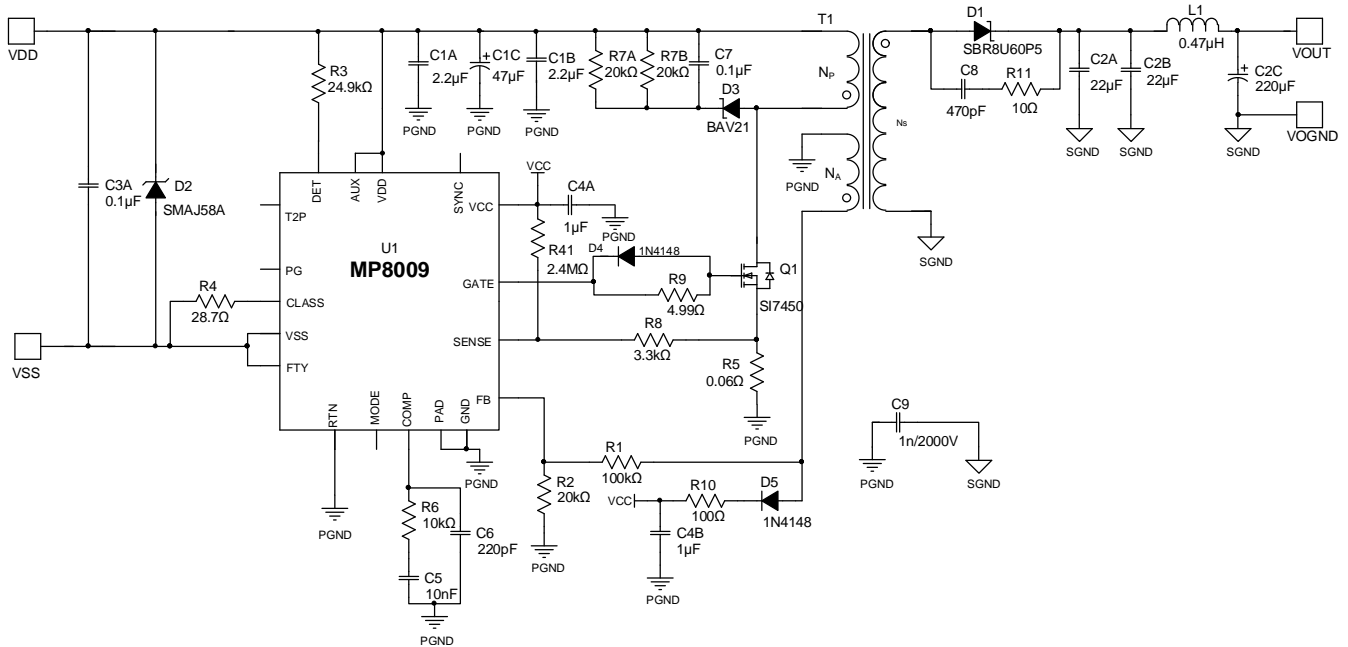 VDD
VSS
C3A
0.1µF
D2
SMAJ58A
R3
24.9kΩ
R4
28.7Ω
C1A
2.2µF
PGND
C1C
47µF
PGND
C1B
2.2µF
PGND
R7A
20kΩ
R7B
20kΩ
C7
0.1µF
D3
BAV21
T1
NP
NA
NS
PGND
D1
SBR8U60P5
C8
470pF
R11
10Ω
C2A
22µF
SGND
C2B
22µF
SGND
L1
0.47µH
C2C
220µF
SGND
VOUT
VOGND
SGND
U1
MP8009
DET
AUX
VDD
SYNC
T2P
PG
CLASS
VSS
FTY
VCC
GATE
SENSE
FB
RTN
MODE
COMP
PAD
GND
VCC
C4A
1µF
PGND
R41
2.4MΩ
D4
1N4148
R9
4.99Ω
Q1
SI7450
R8
3.3kΩ
R5
0.06Ω
PGND
R1
100kΩ
R2
20kΩ
PGND
VCC
R10
100Ω
D5
1N4148
C4B
1µF
PGND
PGND
PGND
R6
10kΩ
C6
220pF
C5
10nF
PGND
C9
1n/2000V
PGND
SGND